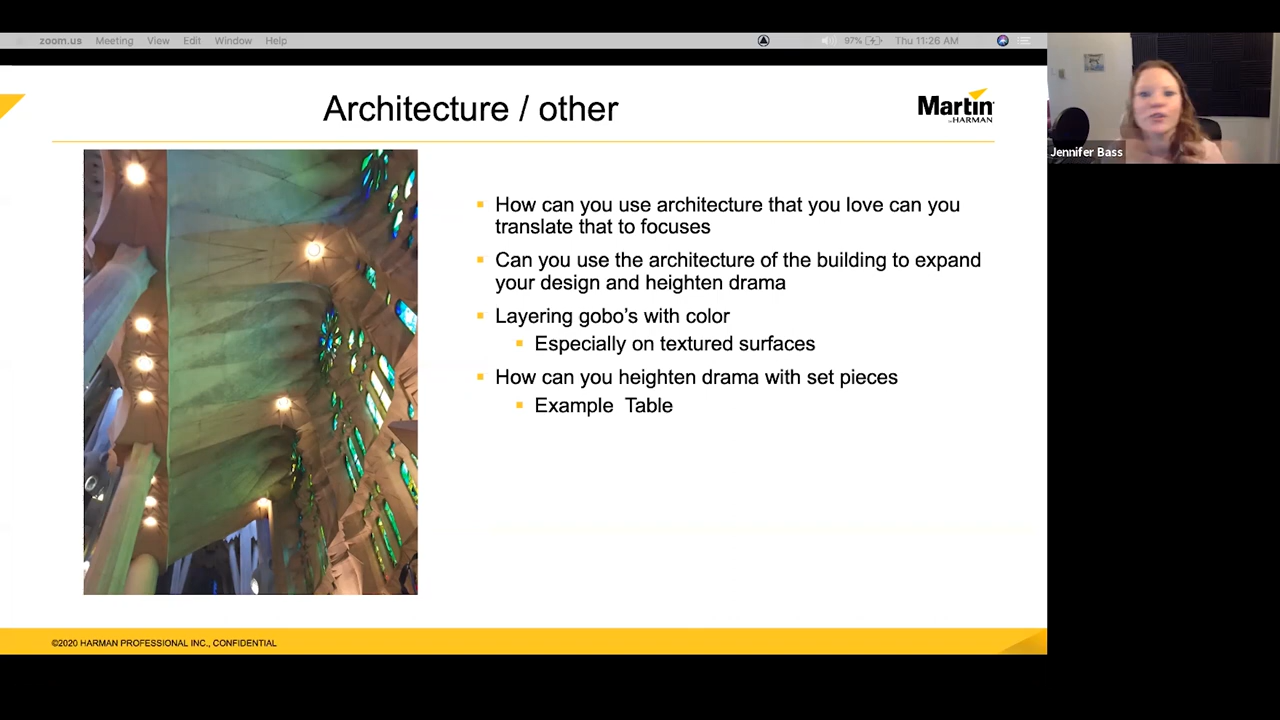 zoom.us Meeting View Edit Window Help 97% Thu 11:26 AM
Architecture / other
Martin
by HARMAN
Jennifer Bass
How can you use architecture that you love can you
translate that to focuses
Can you use the architecture of the building to expand
your design and heighten drama
Layering gobo's with color
Especially on textured surfaces
How can you heighten drama with set pieces
Example Table
©2020 HARMAN PROFESSIONAL INC., CONFIDENTIAL